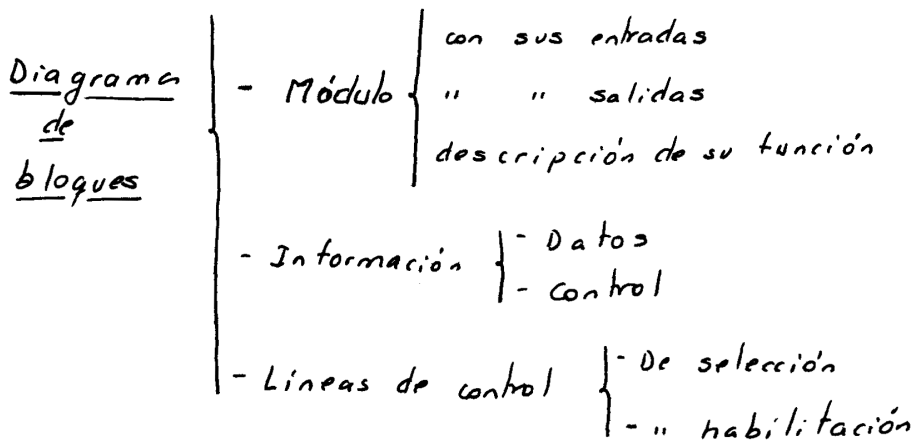 Diagrama
de
bloques
- Módulo
con sus entradas
" " salidas
descripción de su función
- Información
- Datos
- control
- Líneas de control
- De selección
- " habilitación